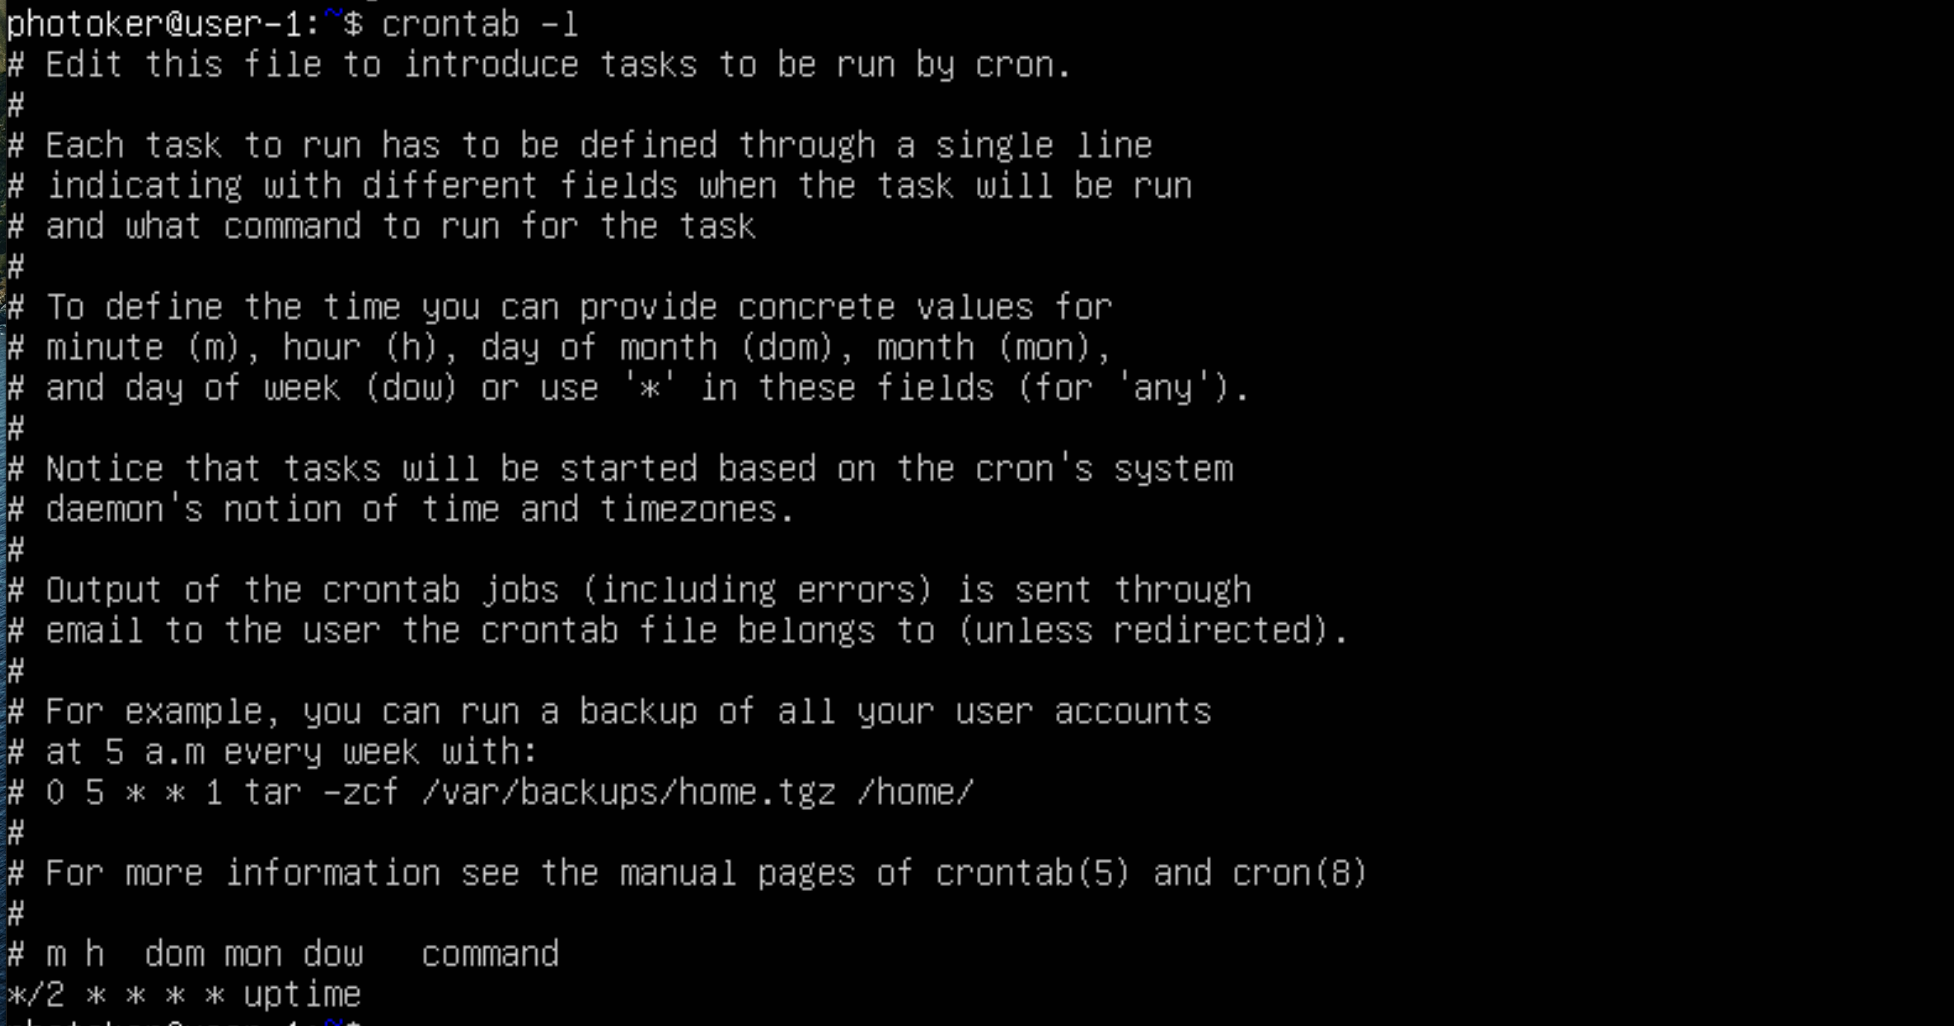 photoker@user-1:~$ crontab -l
# Edit this file to introduce tasks to be run by cron.
#
# Each task to run has to be defined through a single line
# indicating with different fields when the task will be run
# and what command to run for the task
#
# To define the time you can provide concrete values for
# minute (m), hour (h), day of month (dom), month (mon),
# and day of week (dow) or use '*' in these fields (for 'any').
#
# Notice that tasks will be started based on the cron's system
# daemon's notion of time and timezones.
#
# Output of the crontab jobs (including errors) is sent through
# email to the user the crontab file belongs to (unless redirected).
#
# For example, you can run a backup of all your user accounts
# at 5 a.m every week with:
# 0 5 * * 1 tar -zcf /var/backups/home.tgz /home/
#
# For more information see the manual pages of crontab(5) and cron(8)
#
# m h  dom mon dow   command
*/2 * * * * uptime
photoker@user-1:~$